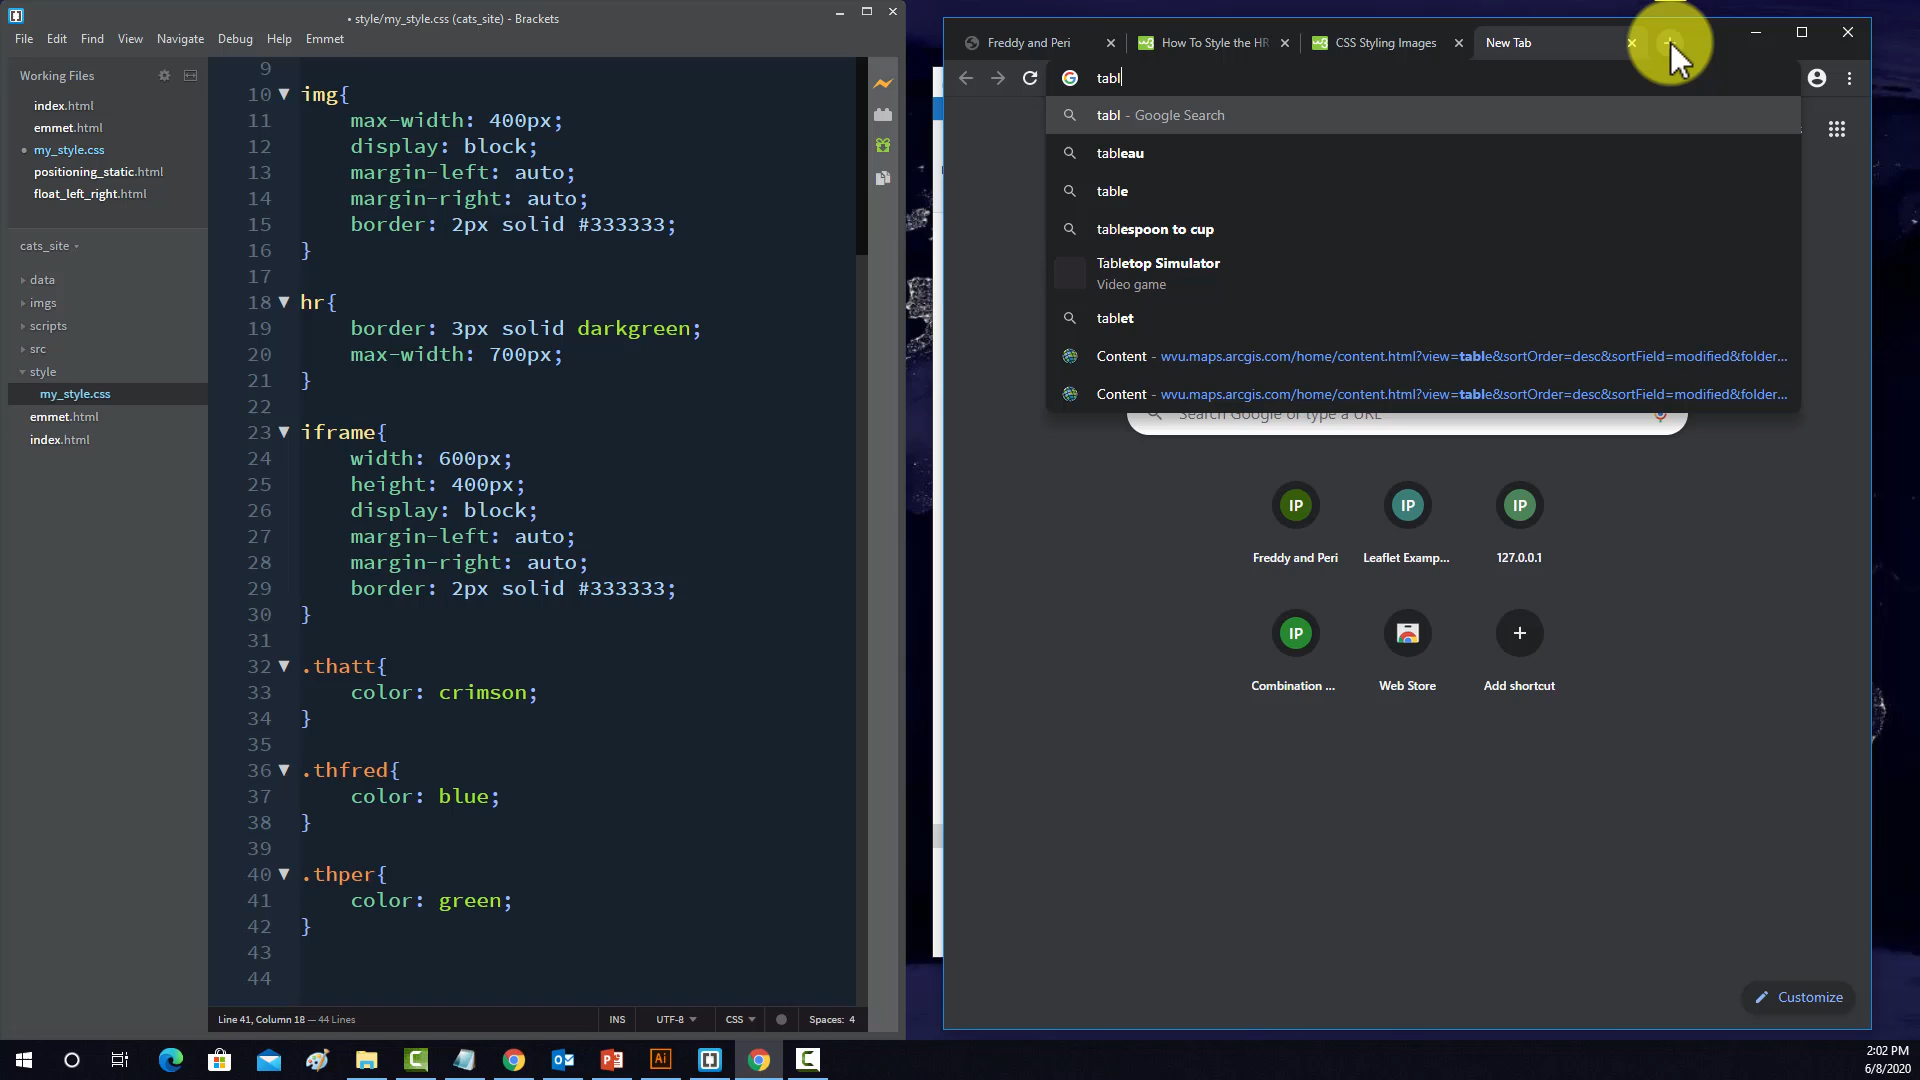 • style/my_style.css (cats_site) - Brackets
File Edit Find View Navigate Debug Help Emmet
Working Files
index.html
emmet.html
• my_style.css
positioning_static.html
float_left_right.html
cats_site
data
imgs
scripts
src
style
my_style.css
emmet.html
index.html
9
10 img{
11 max-width: 400px;
12 display: block;
13 margin-left: auto;
14 margin-right: auto;
15 border: 2px solid #333333;
16 }
17
18 hr{
19 border: 3px solid darkgreen;
20 max-width: 700px;
21 }
22
23 iframe{
24 width: 600px;
25 height: 400px;
26 display: block;
27 margin-left: auto;
28 margin-right: auto;
29 border: 2px solid #333333;
30 }
31
32 .thatt{
33 color: crimson;
34 }
35
36 .thfred{
37 color: blue;
38 }
39
40 .thper{
41 color: green;
42 }
43
44
Line 41, Column 18 — 44 Lines
INS UTF-8 CSS Spaces: 4
Freddy and Peri
How To Style the HR
CSS Styling Images
New Tab
tabl
tabl - Google Search
tableau
table
tablespoon to cup
Tabletop Simulator
Video game
tablet
Content - wvu.maps.arcgis.com/home/content.html?view=table&sortOrder=desc&sortField=modified&folder...
Content - wvu.maps.arcgis.com/home/content.html?view=table&sortOrder=desc&sortField=modified&folder...
Search Google or type a URL
IP IP IP
Freddy and Peri Leaflet Examp... 127.0.0.1
IP
Combination ... Web Store Add shortcut
Customize
2:02 PM
6/8/2020